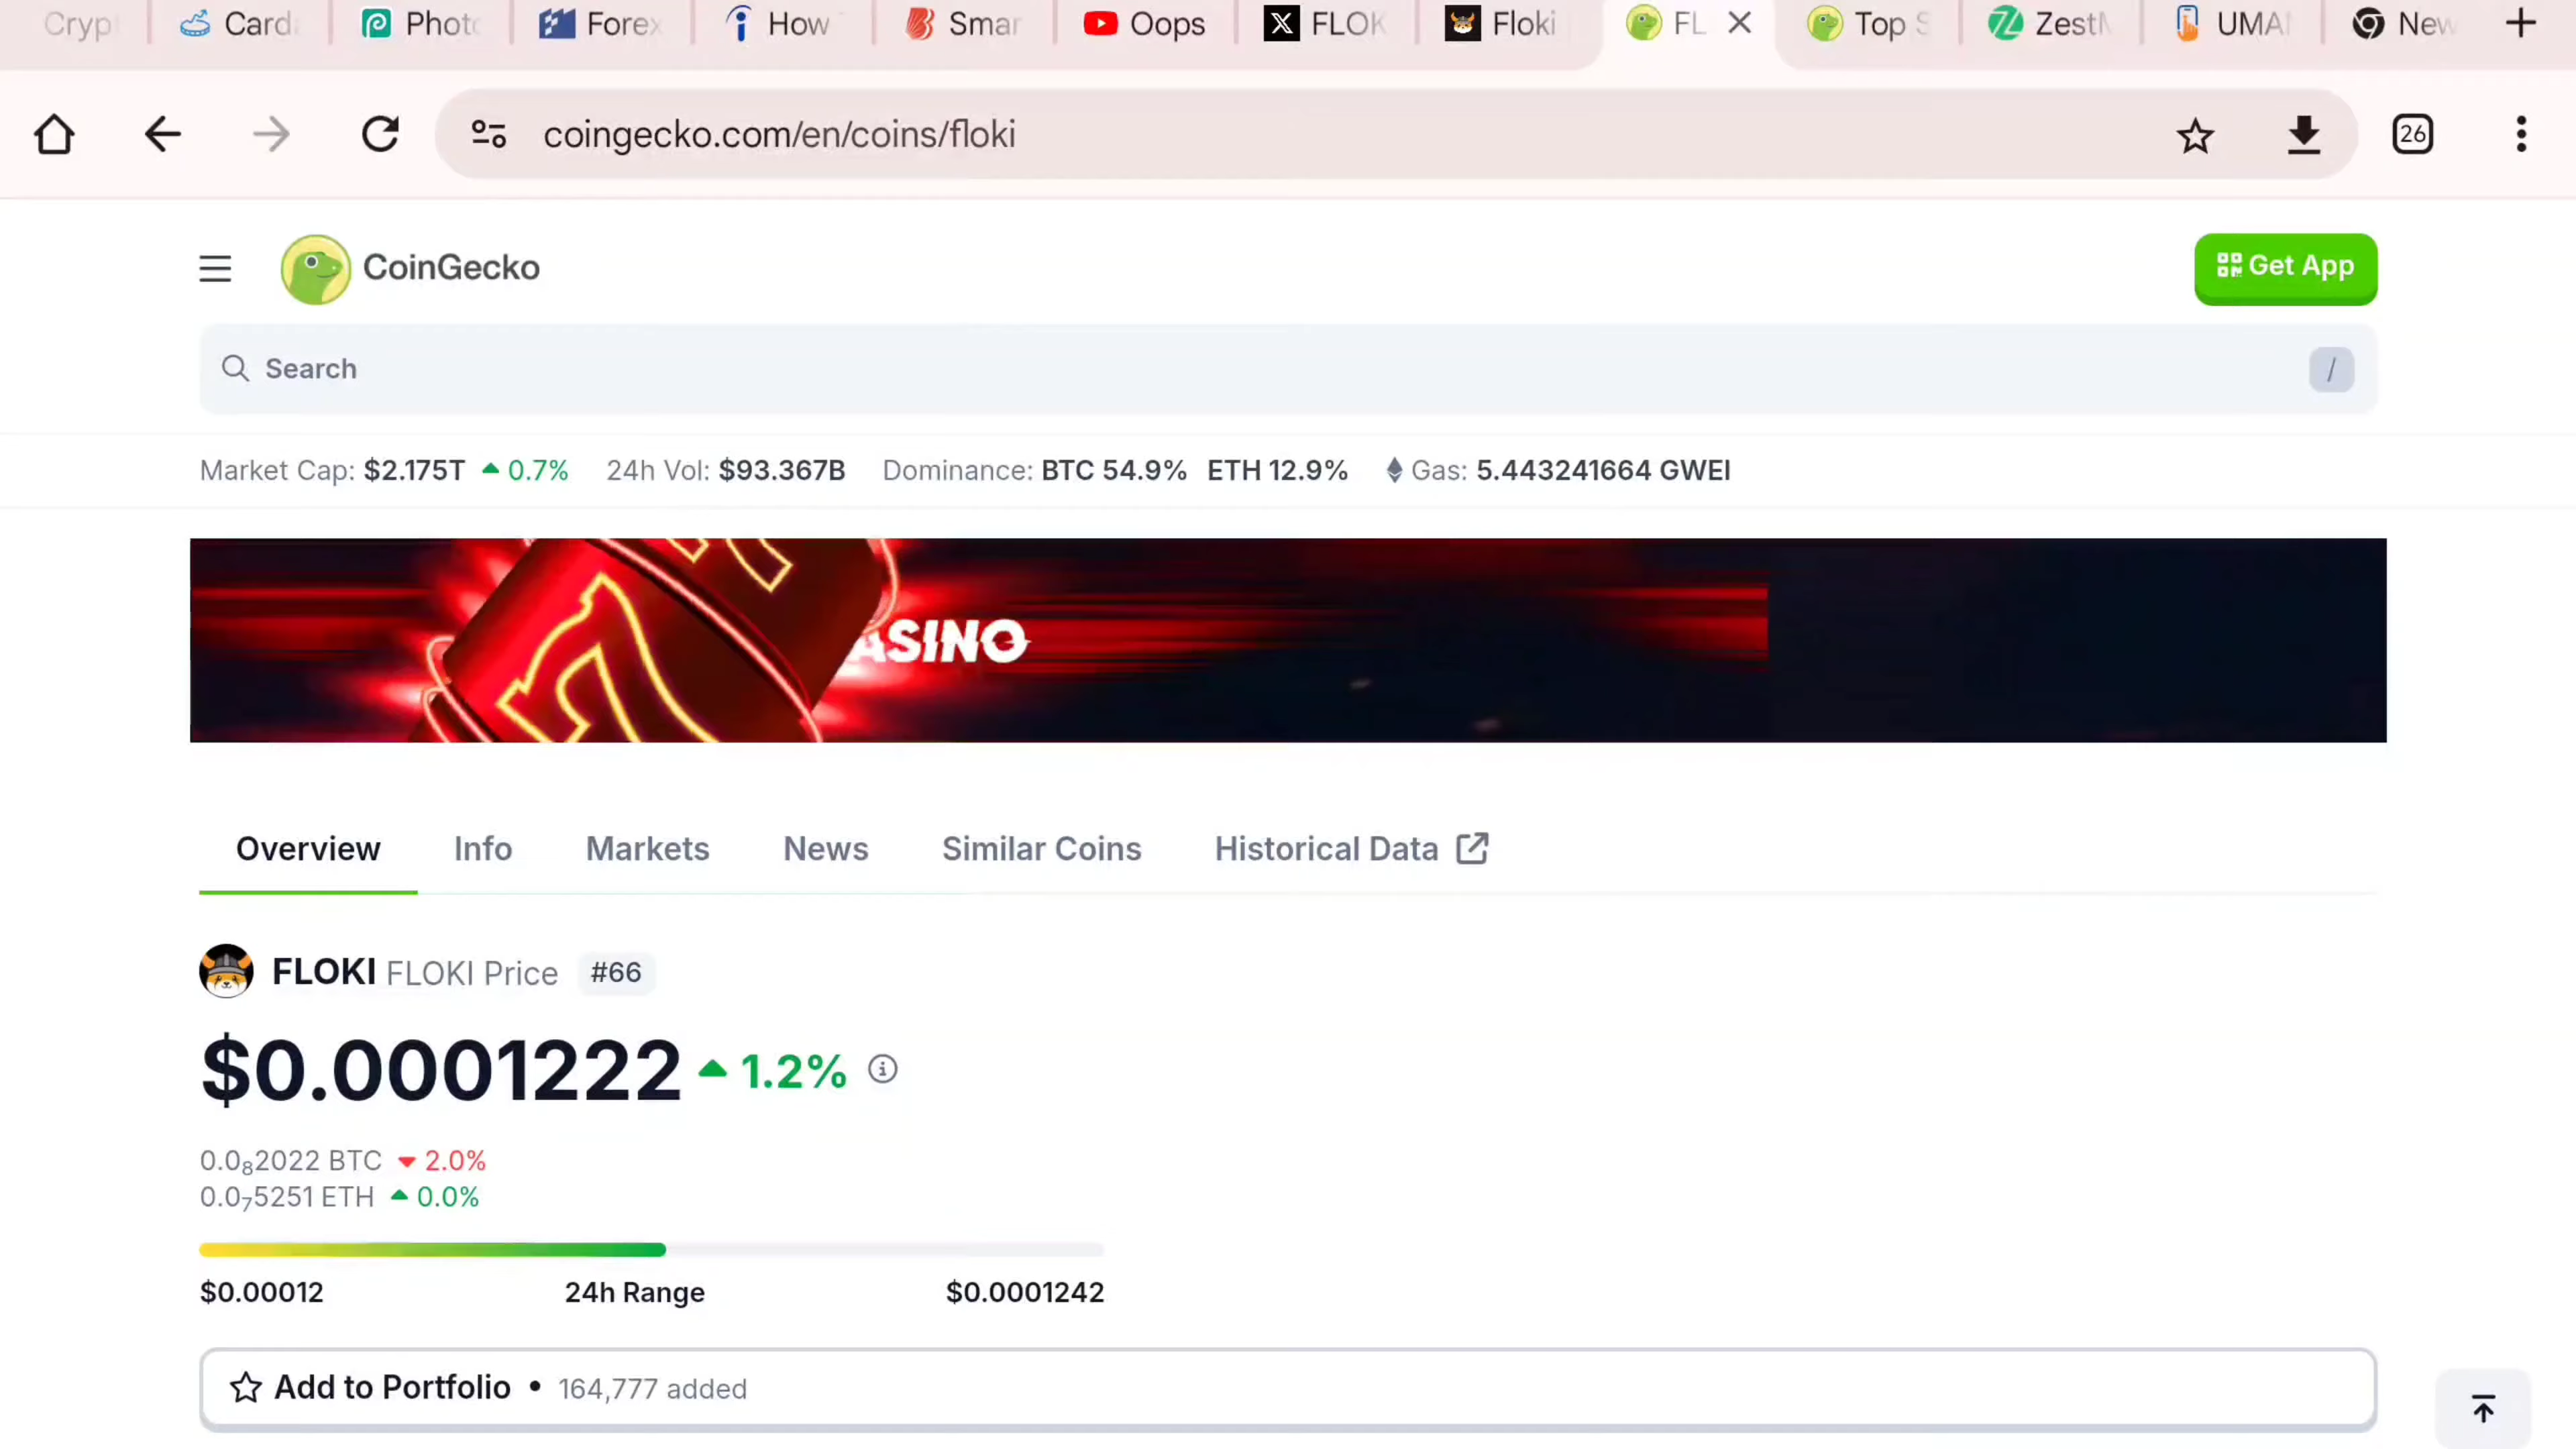 Cryp Card Photo Forex How Smar Oops FLOK Floki FL Top S ZestM UMA New
coingecko.com/en/coins/floki 26
CoinGecko
Get App
Search /
Market Cap: $2.175T 0.7% 24h Vol: $93.367B Dominance: BTC 54.9% ETH 12.9% Gas: 5.443241664 GWEI
ASINO
Overview Info Markets News Similar Coins Historical Data
FLOKI FLOKI Price #66
$0.0001222 1.2%
0.0₈2022 BTC 2.0%
0.0₇5251 ETH 0.0%
$0.00012 24h Range $0.0001242
Add to Portfolio • 164,777 added